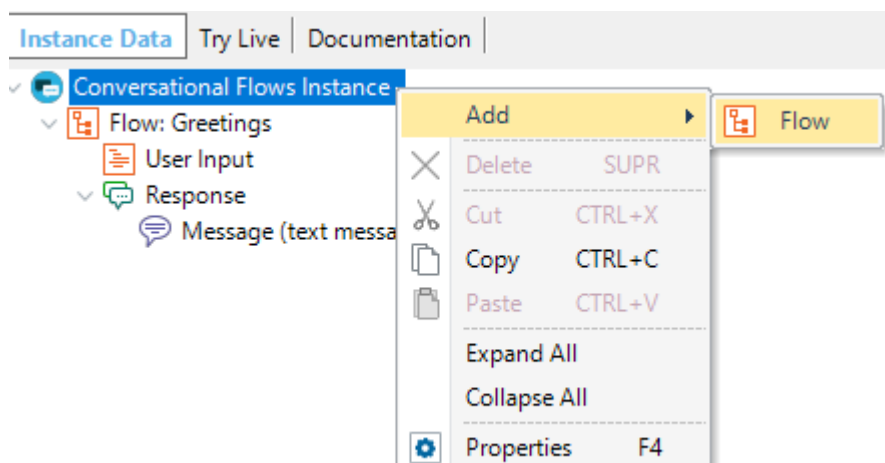 Instance Data Try Live Documentation
Conversational Flows Instance
Flow: Greetings
User Input
Response
Message (text messa
Add
Delete SUPR
Cut CTRL+X
Copy CTRL+C
Paste CTRL+V
Expand All
Collapse All
Properties F4
Flow